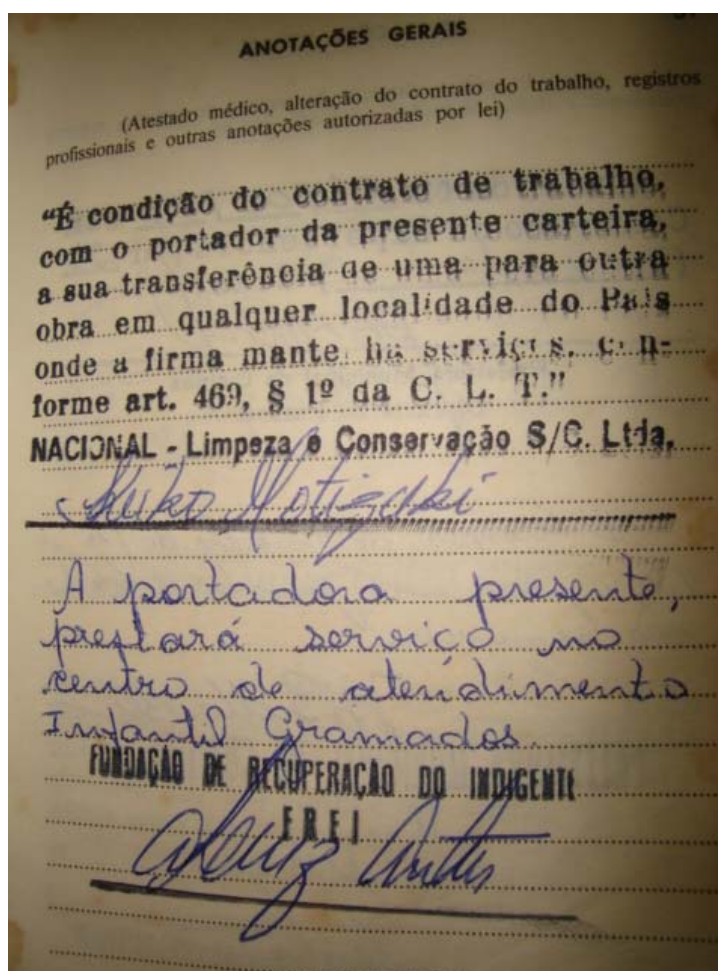 ANOTAÇÕES GERAIS
(Atestado médico, alteração do contrato do trabalho, registros
profissionais e outras anotações autorizadas por lei)
"É condição do contrato de trabalho,
com o portador da presente carteira,
a sua transferência de uma para outra
obra em qualquer localidade do País
onde a firma mante ha serviços, con-
forme art. 469, § 1º da C. L. T."
NACIONAL - Limpeza e Conservação S/C. Ltda.
A portadora presente,
prestará serviço no
centro de atendimento
Infantil Gramados.
FUNDAÇÃO DE RECUPERAÇÃO DO INDIGENTE
FREI